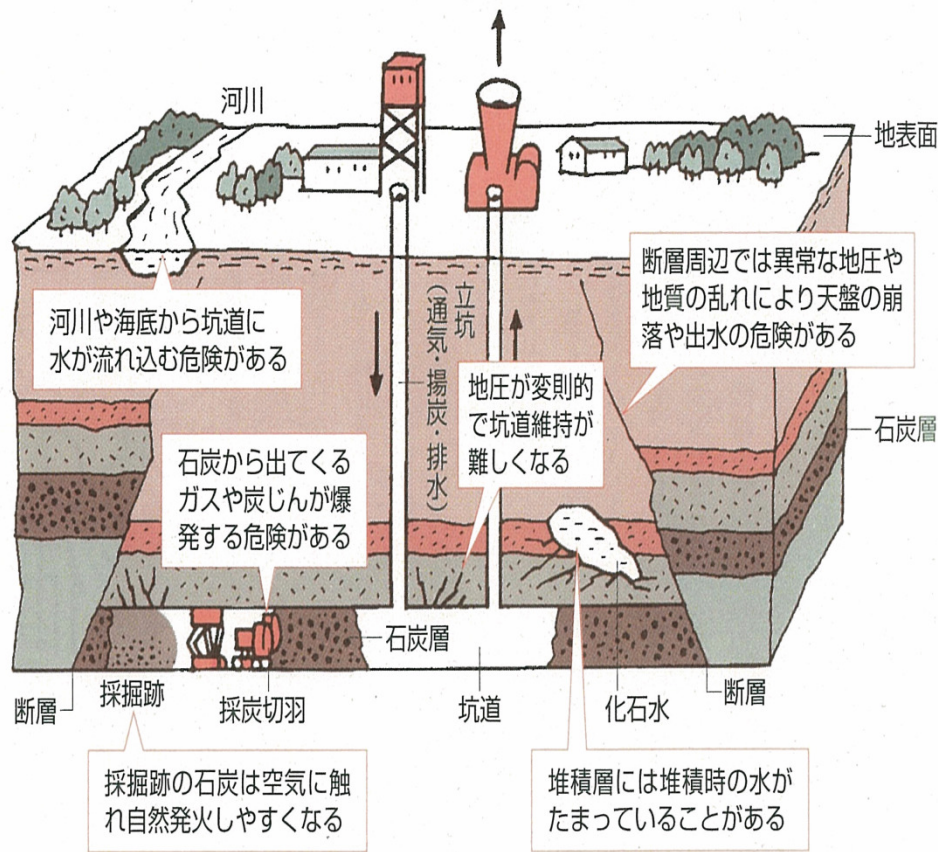 河川
地表面
河川や海底から坑道に
水が流れ込む危険がある
立坑
（通気・揚炭・排水）
断層周辺では異常な地圧や
地質の乱れにより天盤の崩
落や出水の危険がある
地圧が変則的
で坑道維持が
難しくなる
石炭層
石炭から出てくる
ガスや炭じんが爆
発する危険がある
石炭層
断層
採掘跡
採炭切羽
坑道
化石水
断層
採掘跡の石炭は空気に触
れ自然発火しやすくなる
堆積層には堆積時の水が
たまっていることがある